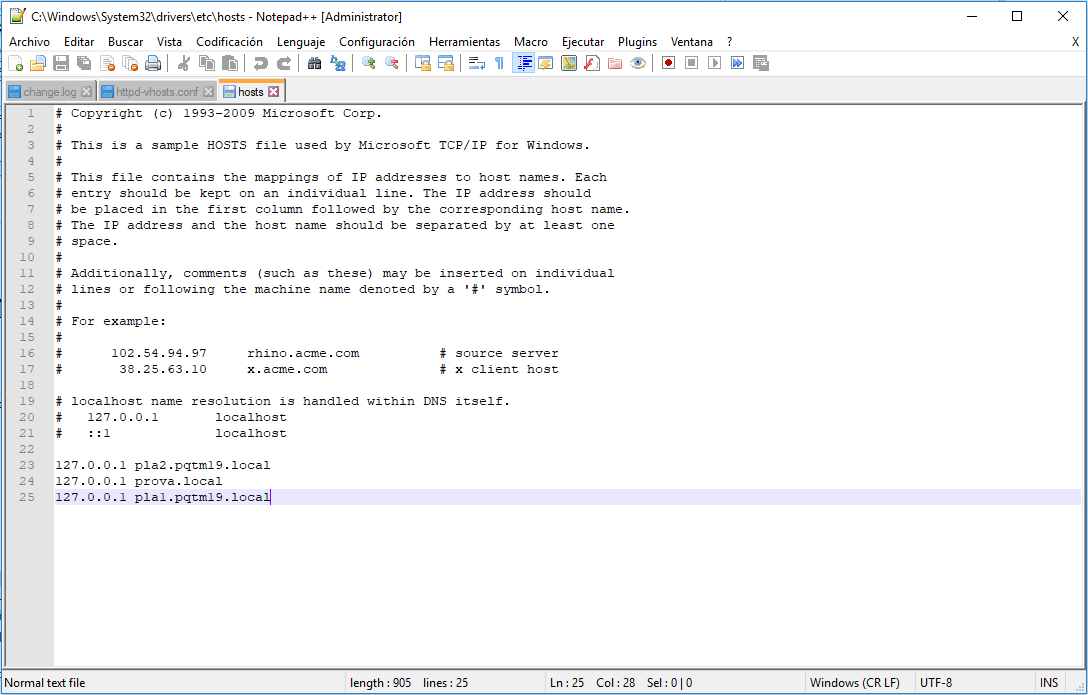 C:\Windows\System32\drivers\etc\hosts - Notepad++ [Administrator]
Archivo Editar Buscar Vista Codificación Lenguaje Configuración Herramientas Macro Ejecutar Plugins Ventana ? X
change.log httpd-vhosts.conf hosts
1 # Copyright (c) 1993-2009 Microsoft Corp.
2 #
3 # This is a sample HOSTS file used by Microsoft TCP/IP for Windows.
4 #
5 # This file contains the mappings of IP addresses to host names. Each
6 # entry should be kept on an individual line. The IP address should
7 # be placed in the first column followed by the corresponding host name.
8 # The IP address and the host name should be separated by at least one
9 # space.
10 #
11 # Additionally, comments (such as these) may be inserted on individual
12 # lines or following the machine name denoted by a '#' symbol.
13 #
14 # For example:
15 #
16 #      102.54.94.97     rhino.acme.com          # source server
17 #       38.25.63.10     x.acme.com              # x client host
18
19 # localhost name resolution is handled within DNS itself.
20 #   127.0.0.1       localhost
21 #   ::1             localhost
22
23 127.0.0.1 pla2.pqtm19.local
24 127.0.0.1 prova.local
25 127.0.0.1 pla1.pqtm19.local
Normal text file length : 905 lines : 25 Ln : 25 Col : 28 Sel : 0 | 0 Windows (CR LF) UTF-8 INS